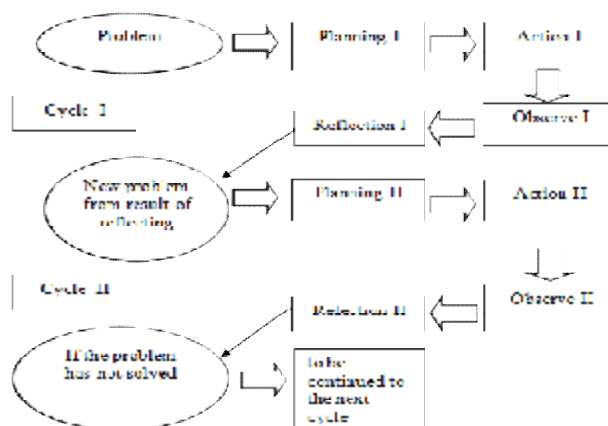 Problem
Planning I
Action I
Cycle I
Reflection I
Observe I
New problem
from result of
reflecting
Planning II
Action II
Cycle II
Reflection II
Observe II
If the problem
has not solved
to be
continued to
the next
cycle